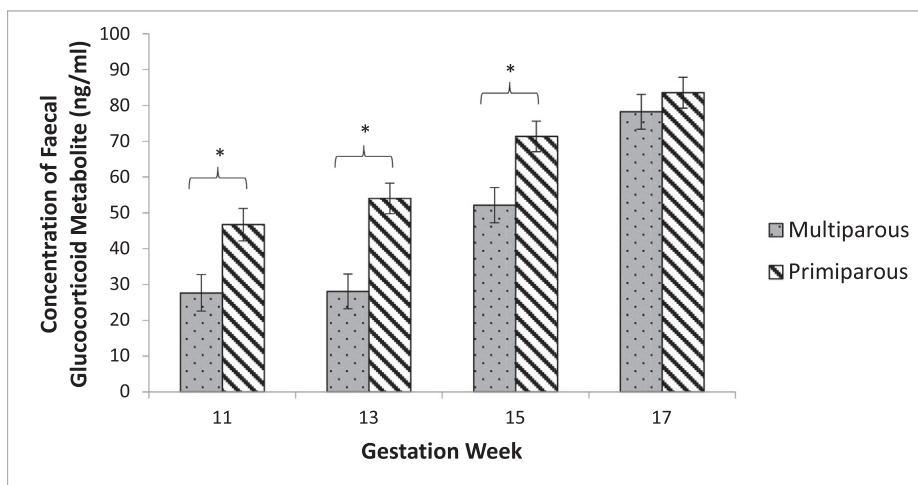 100
90
80
70
60
50
40
30
20
10
0
Concentration of Faecal
Glucocorticoid Metabolite (ng/ml)
*
*
*
11 13 15 17
Gestation Week
Multiparous
Primiparous